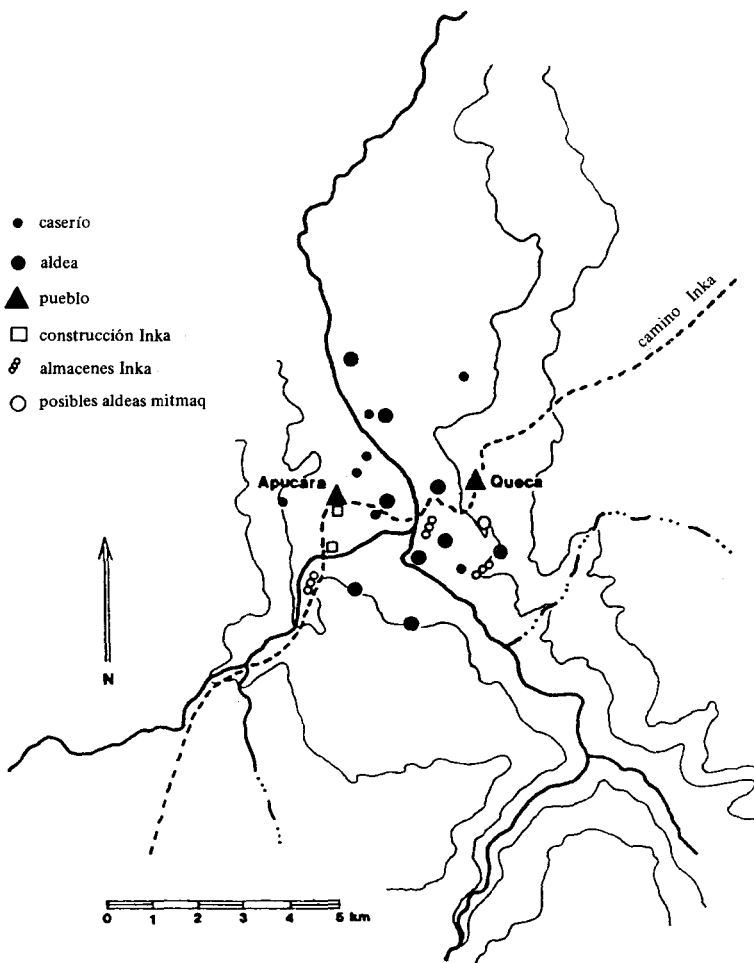 caserío
aldea
pueblo
construcción Inka
almacenes Inka
posibles aldeas mitmaq
camino Inka
Apucara Queca
N
0 1 2 3 4 5 km